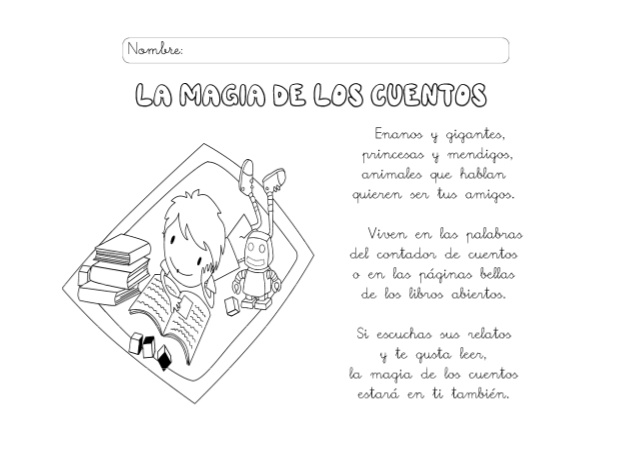 Nombre:
LA MAGIA DE LOS CUENTOS
Enanos y gigantes,
princesas y mendigos,
animales que hablan
quieren ser tus amigos.
Viven en las palabras
del contador de cuentos
o en las páginas bellas
de los libros abiertos.
Si escuchas sus relatos
y te gusta leer,
la magia de los cuentos
estará en ti también.